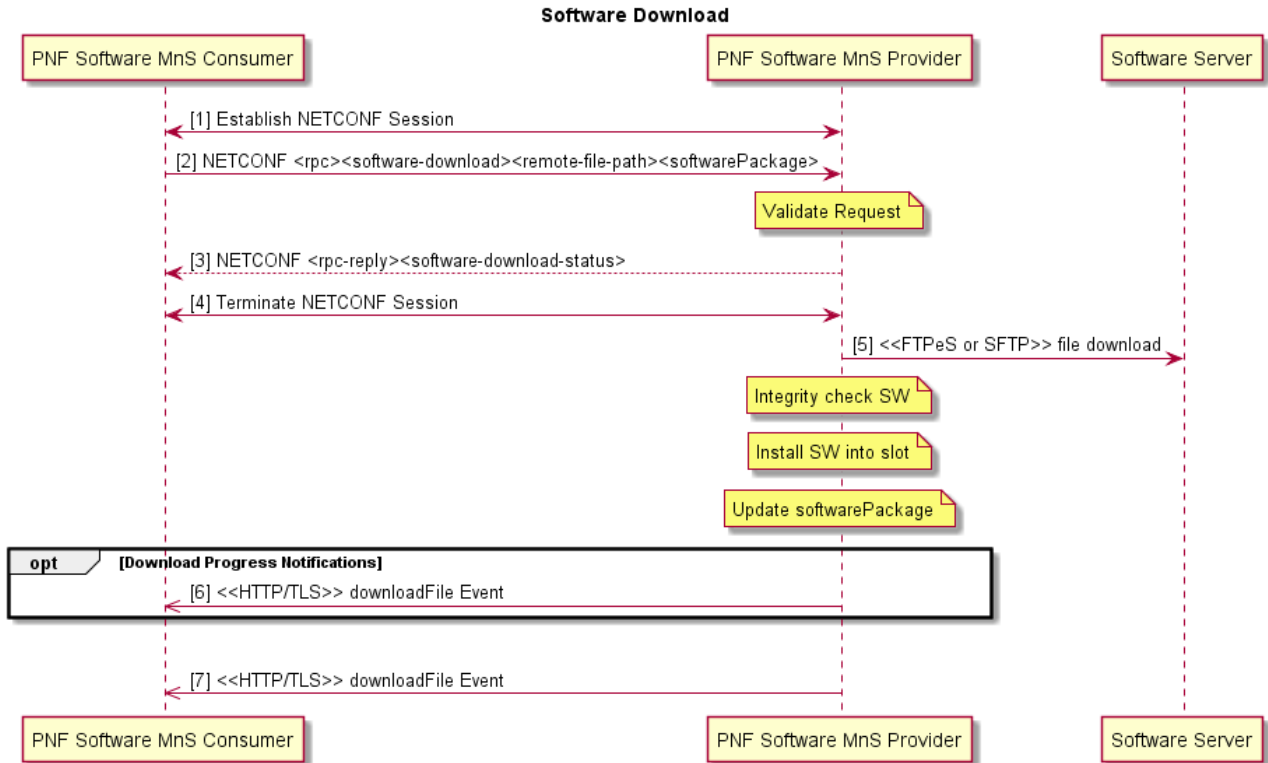 Software Download
PNF Software MnS Consumer
PNF Software MnS Provider
Software Server
[1] Establish NETCONF Session
[2] NETCONF <rpc><software-download><remote-file-path><softwarePackage>
Validate Request
[3] NETCONF <rpc-reply><software-download-status>
[4] Terminate NETCONF Session
[5] <<FTPeS or SFTP>> file download
Integrity check SW
Install SW into slot
Update softwarePackage
opt
[Download Progress Notifications]
[6] <<HTTP/TLS>> downloadFile Event
[7] <<HTTP/TLS>> downloadFile Event
PNF Software MnS Consumer
PNF Software MnS Provider
Software Server